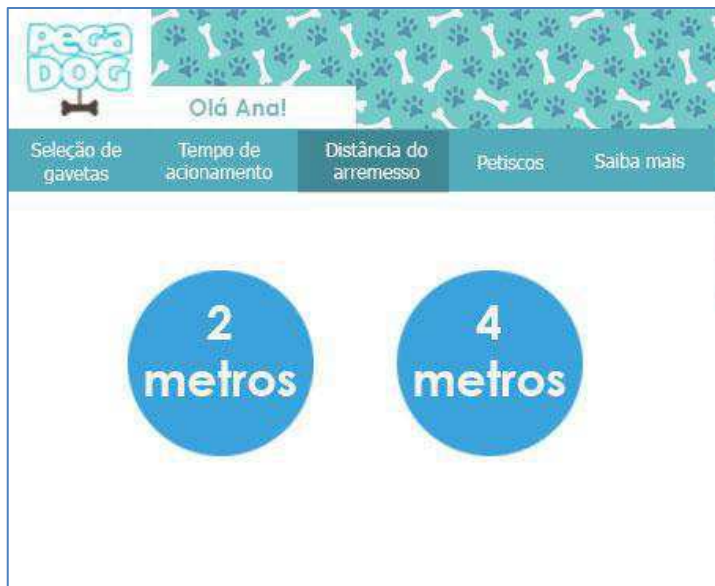 PEGA
DOG
Olá Ana!
Seleção de
gavetas
Tempo de
acionamento
Distância do
arremesso
Petiscos
Saiba mais
2
metros
4
metros